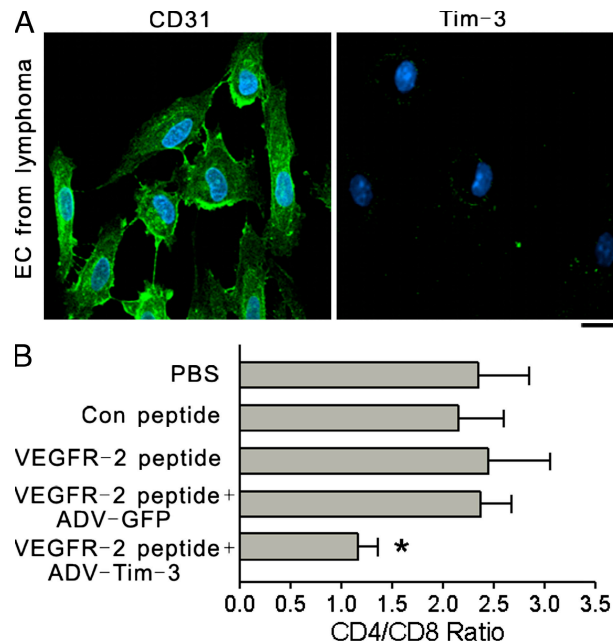 A
CD31
Tim-3
EC from lymphoma
B
PBS
Con peptide
VEGFR-2 peptide
VEGFR-2 peptide+
ADV-GFP
VEGFR-2 peptide+
ADV-Tim-3
*
0.0 0.5 1.0 1.5 2.0 2.5 3.0 3.5
CD4/CD8 Ratio